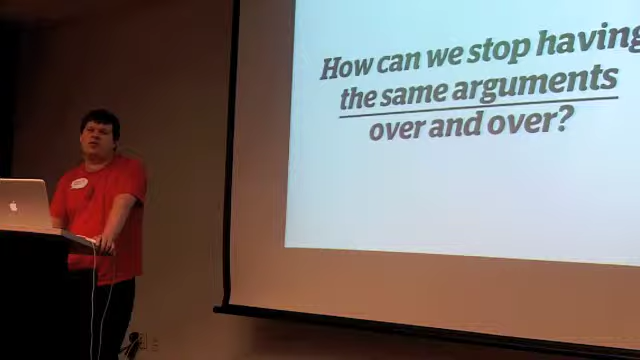 How can we stop having
the same arguments
over and over?